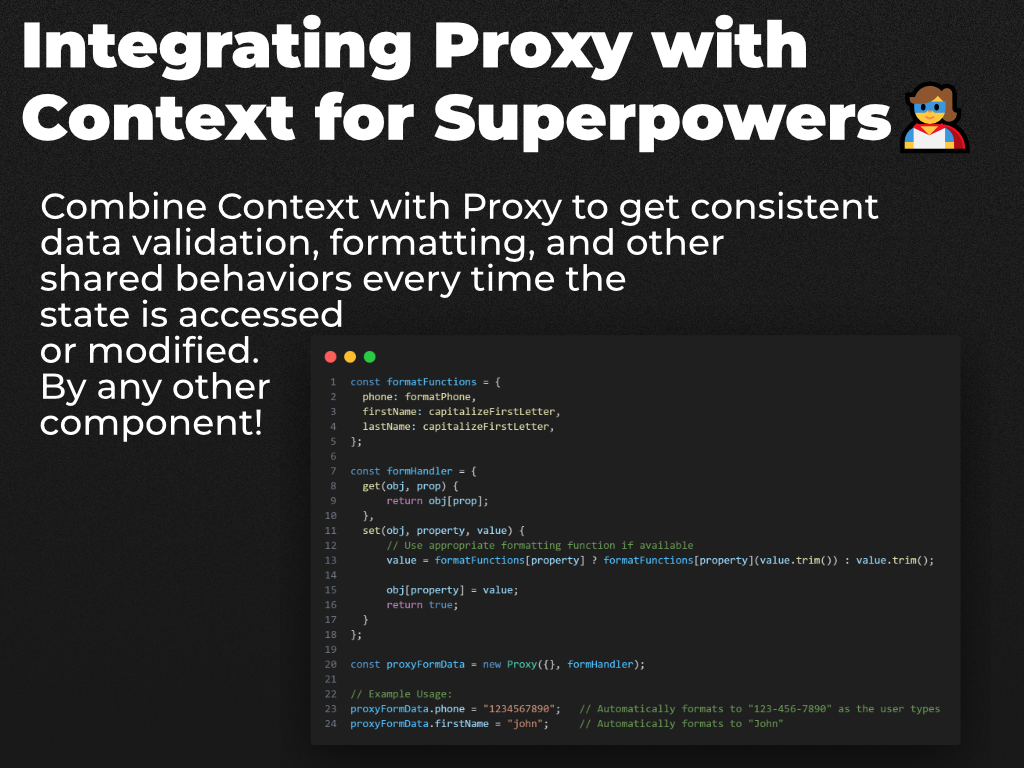 Integrating Proxy with
Context for Superpowers
Combine Context with Proxy to get consistent
data validation, formatting, and other
shared behaviors every time the
state is accessed
or modified.
By any other
component!
1 const formatFunctions = {
2   phone: formatPhone,
3   firstName: capitalizeFirstLetter,
4   lastName: capitalizeFirstLetter,
5 };
6
7 const formHandler = {
8   get(obj, prop) {
9       return obj[prop];
10   },
11   set(obj, property, value) {
12       // Use appropriate formatting function if available
13       value = formatFunctions[property] ? formatFunctions[property](value.trim()) : value.trim();
14
15       obj[property] = value;
16       return true;
17   }
18 };
19
20 const proxyFormData = new Proxy({}, formHandler);
21
22 // Example Usage:
23 proxyFormData.phone = "1234567890";   // Automatically formats to "123-456-7890" as the user types
24 proxyFormData.firstName = "john";     // Automatically formats to "John"